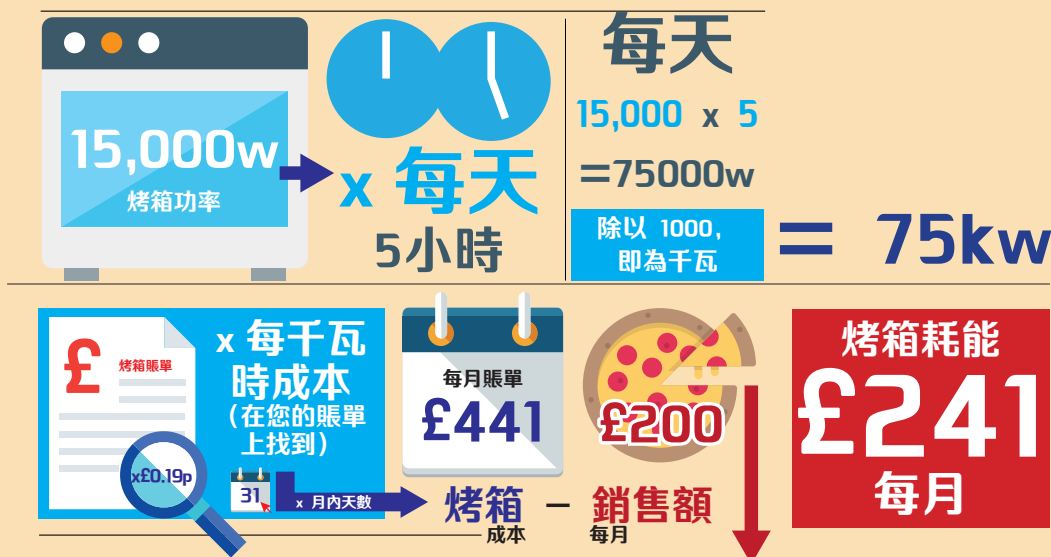 15,000w
烤箱功率
x 每天
5小時
每天
15,000 x 5
=75000w
除以 1000，
即為千瓦
= 75kw
£
烤箱賬單
x£0.19p
x 每千瓦
時成本
（在您的賬單
上找到）
31
x 月內天數
每月賬單
£441
£200
烤箱 – 銷售額
成本 每月
烤箱耗能
£241
每月